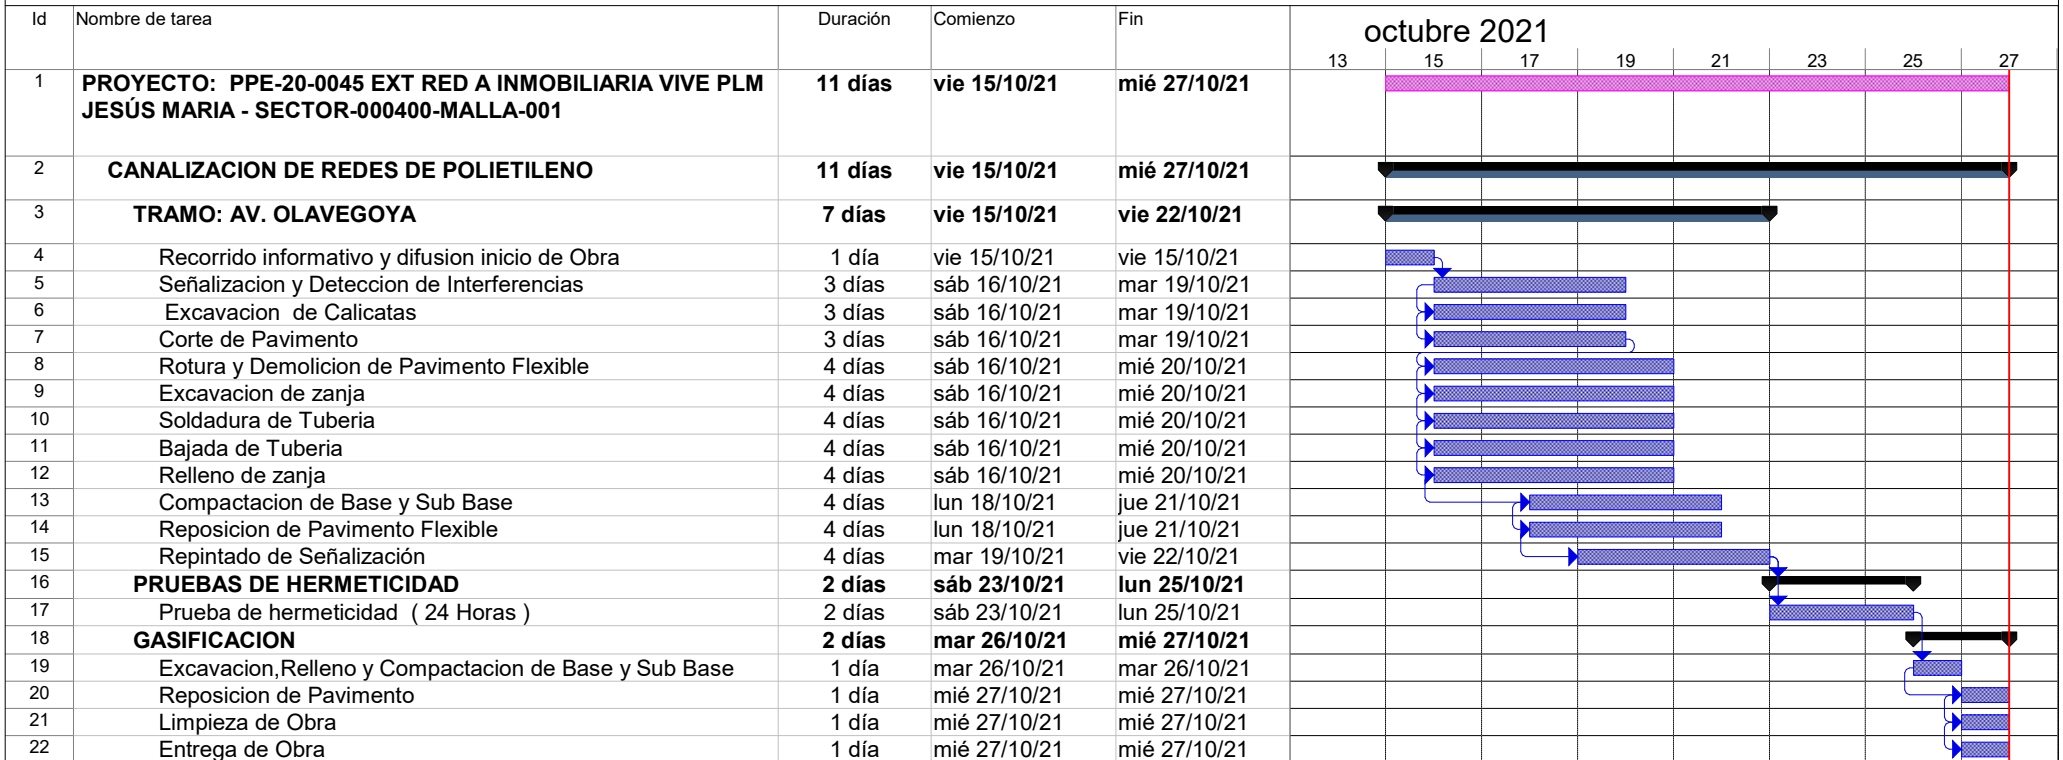 Id Nombre de tarea Duración Comienzo Fin
octubre 2021
13 15 17 19 21 23 25 27
1 PROYECTO: PPE-20-0045 EXT RED A INMOBILIARIA VIVE PLM 11 días vie 15/10/21 mié 27/10/21
JESÚS MARIA - SECTOR-000400-MALLA-001
2 CANALIZACION DE REDES DE POLIETILENO 11 días vie 15/10/21 mié 27/10/21
3 TRAMO: AV. OLAVEGOYA 7 días vie 15/10/21 vie 22/10/21
4 Recorrido informativo y difusion inicio de Obra 1 día vie 15/10/21 vie 15/10/21
5 Señalizacion y Deteccion de Interferencias 3 días sáb 16/10/21 mar 19/10/21
6 Excavacion de Calicatas 3 días sáb 16/10/21 mar 19/10/21
7 Corte de Pavimento 3 días sáb 16/10/21 mar 19/10/21
8 Rotura y Demolicion de Pavimento Flexible 4 días sáb 16/10/21 mié 20/10/21
9 Excavacion de zanja 4 días sáb 16/10/21 mié 20/10/21
10 Soldadura de Tuberia 4 días sáb 16/10/21 mié 20/10/21
11 Bajada de Tuberia 4 días sáb 16/10/21 mié 20/10/21
12 Relleno de zanja 4 días sáb 16/10/21 mié 20/10/21
13 Compactacion de Base y Sub Base 4 días lun 18/10/21 jue 21/10/21
14 Reposicion de Pavimento Flexible 4 días lun 18/10/21 jue 21/10/21
15 Repintado de Señalización 4 días mar 19/10/21 vie 22/10/21
16 PRUEBAS DE HERMETICIDAD 2 días sáb 23/10/21 lun 25/10/21
17 Prueba de hermeticidad ( 24 Horas ) 2 días sáb 23/10/21 lun 25/10/21
18 GASIFICACION 2 días mar 26/10/21 mié 27/10/21
19 Excavacion,Relleno y Compactacion de Base y Sub Base 1 día mar 26/10/21 mar 26/10/21
20 Reposicion de Pavimento 1 día mié 27/10/21 mié 27/10/21
21 Limpieza de Obra 1 día mié 27/10/21 mié 27/10/21
22 Entrega de Obra 1 día mié 27/10/21 mié 27/10/21